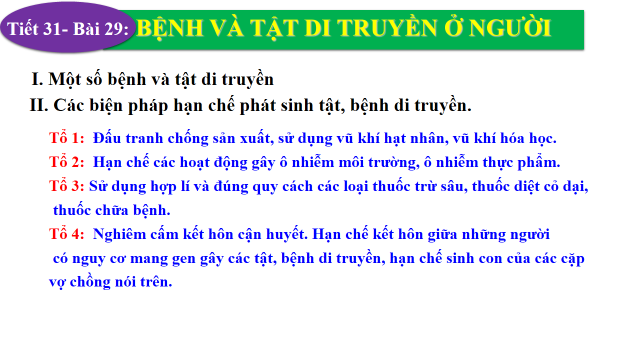 Tiết 31- Bài 29:
BỆNH VÀ TẬT DI TRUYỀN Ở NGƯỜI
I. Một số bệnh và tật di truyền
II. Các biện pháp hạn chế phát sinh tật, bệnh di truyền.
Tổ 1: Đấu tranh chống sản xuất, sử dụng vũ khí hạt nhân, vũ khí hóa học.
Tổ 2: Hạn chế các hoạt động gây ô nhiễm môi trường, ô nhiễm thực phẩm.
Tổ 3: Sử dụng hợp lí và đúng quy cách các loại thuốc trừ sâu, thuốc diệt cỏ dại,
thuốc chữa bệnh.
Tổ 4: Nghiêm cấm kết hôn cận huyết. Hạn chế kết hôn giữa những người
có nguy cơ mang gen gây các tật, bệnh di truyền, hạn chế sinh con của các cặp
vợ chồng nói trên.